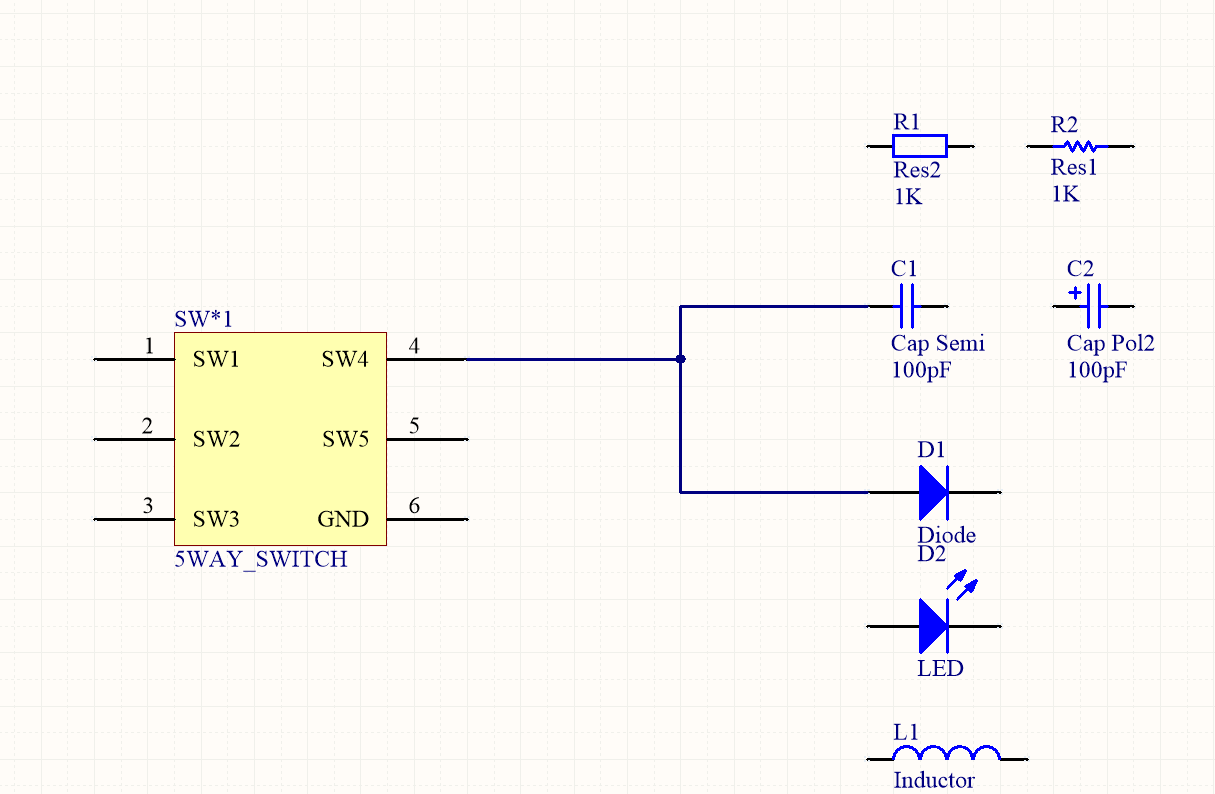 R1
Res2
1K
R2
Res1
1K
C1
Cap Semi
100pF
C2
+
Cap Pol2
100pF
SW*1
1 SW1 SW4 4
2 SW2 SW5 5
3 SW3 GND 6
5WAY_SWITCH
D1
Diode
D2
LED
L1
Inductor